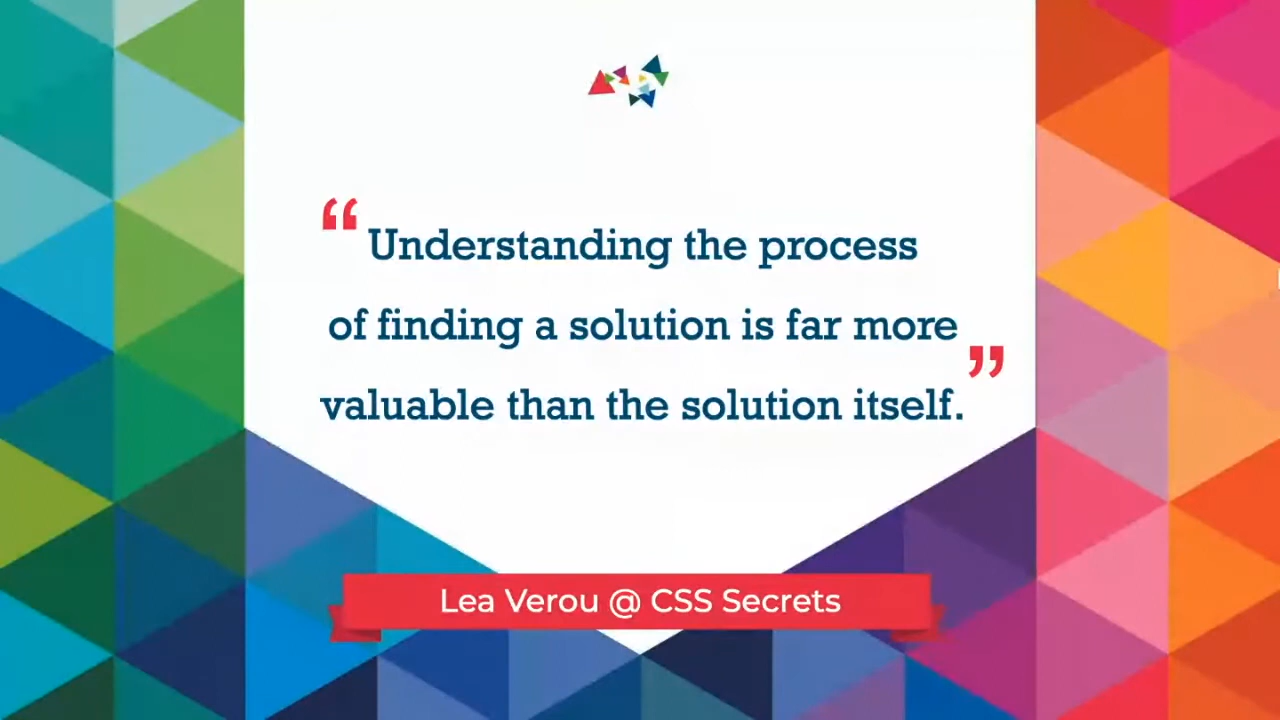 “Understanding the process
of finding a solution is far more
valuable than the solution itself.”
Lea Verou @ CSS Secrets